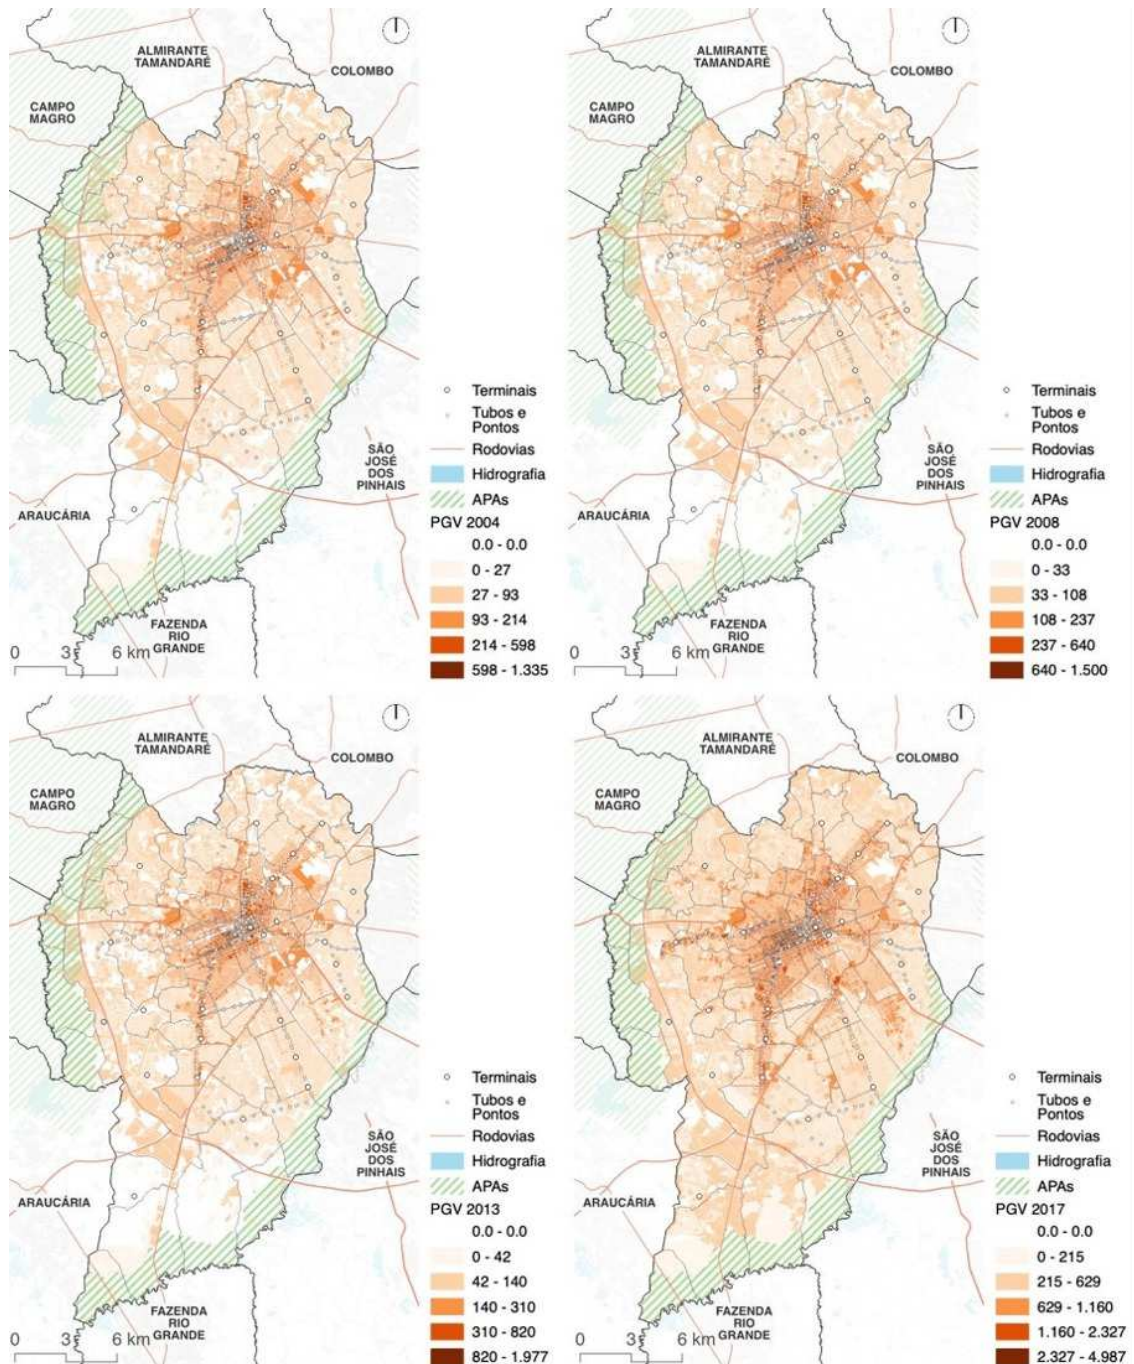 ALMIRANTE
TAMANDARÉ
COLOMBO
CAMPO
MAGRO
Terminais
Tubos e
Pontos
Rodovias
Hidrografia
APAs
SÃO
JOSÉ
DOS
PINHAIS
ARAUCÁRIA
FAZENDA
RIO
GRANDE
PGV 2004
0.0 - 0.0
0 - 27
27 - 93
93 - 214
214 - 598
598 - 1.335
0 3 6 km
ALMIRANTE
TAMANDARÉ
COLOMBO
CAMPO
MAGRO
Terminais
Tubos e
Pontos
Rodovias
Hidrografia
APAs
SÃO
JOSÉ
DOS
PINHAIS
ARAUCÁRIA
FAZENDA
RIO
GRANDE
PGV 2008
0.0 - 0.0
0 - 33
33 - 108
108 - 237
237 - 640
640 - 1.500
0 3 6 km
ALMIRANTE
TAMANDARÉ
COLOMBO
CAMPO
MAGRO
Terminais
Tubos e
Pontos
Rodovias
Hidrografia
APAs
SÃO
JOSÉ
DOS
PINHAIS
ARAUCÁRIA
FAZENDA
RIO
GRANDE
PGV 2013
0.0 - 0.0
0 - 42
42 - 140
140 - 310
310 - 820
820 - 1.977
0 3 6 km
ALMIRANTE
TAMANDARÉ
COLOMBO
CAMPO
MAGRO
Terminais
Tubos e
Pontos
Rodovias
Hidrografia
APAs
SÃO
JOSÉ
DOS
PINHAIS
ARAUCÁRIA
FAZENDA
RIO
GRANDE
PGV 2017
0.0 - 0.0
0 - 215
215 - 629
629 - 1.160
1.160 - 2.327
2.327 - 4.987
0 3 6 km